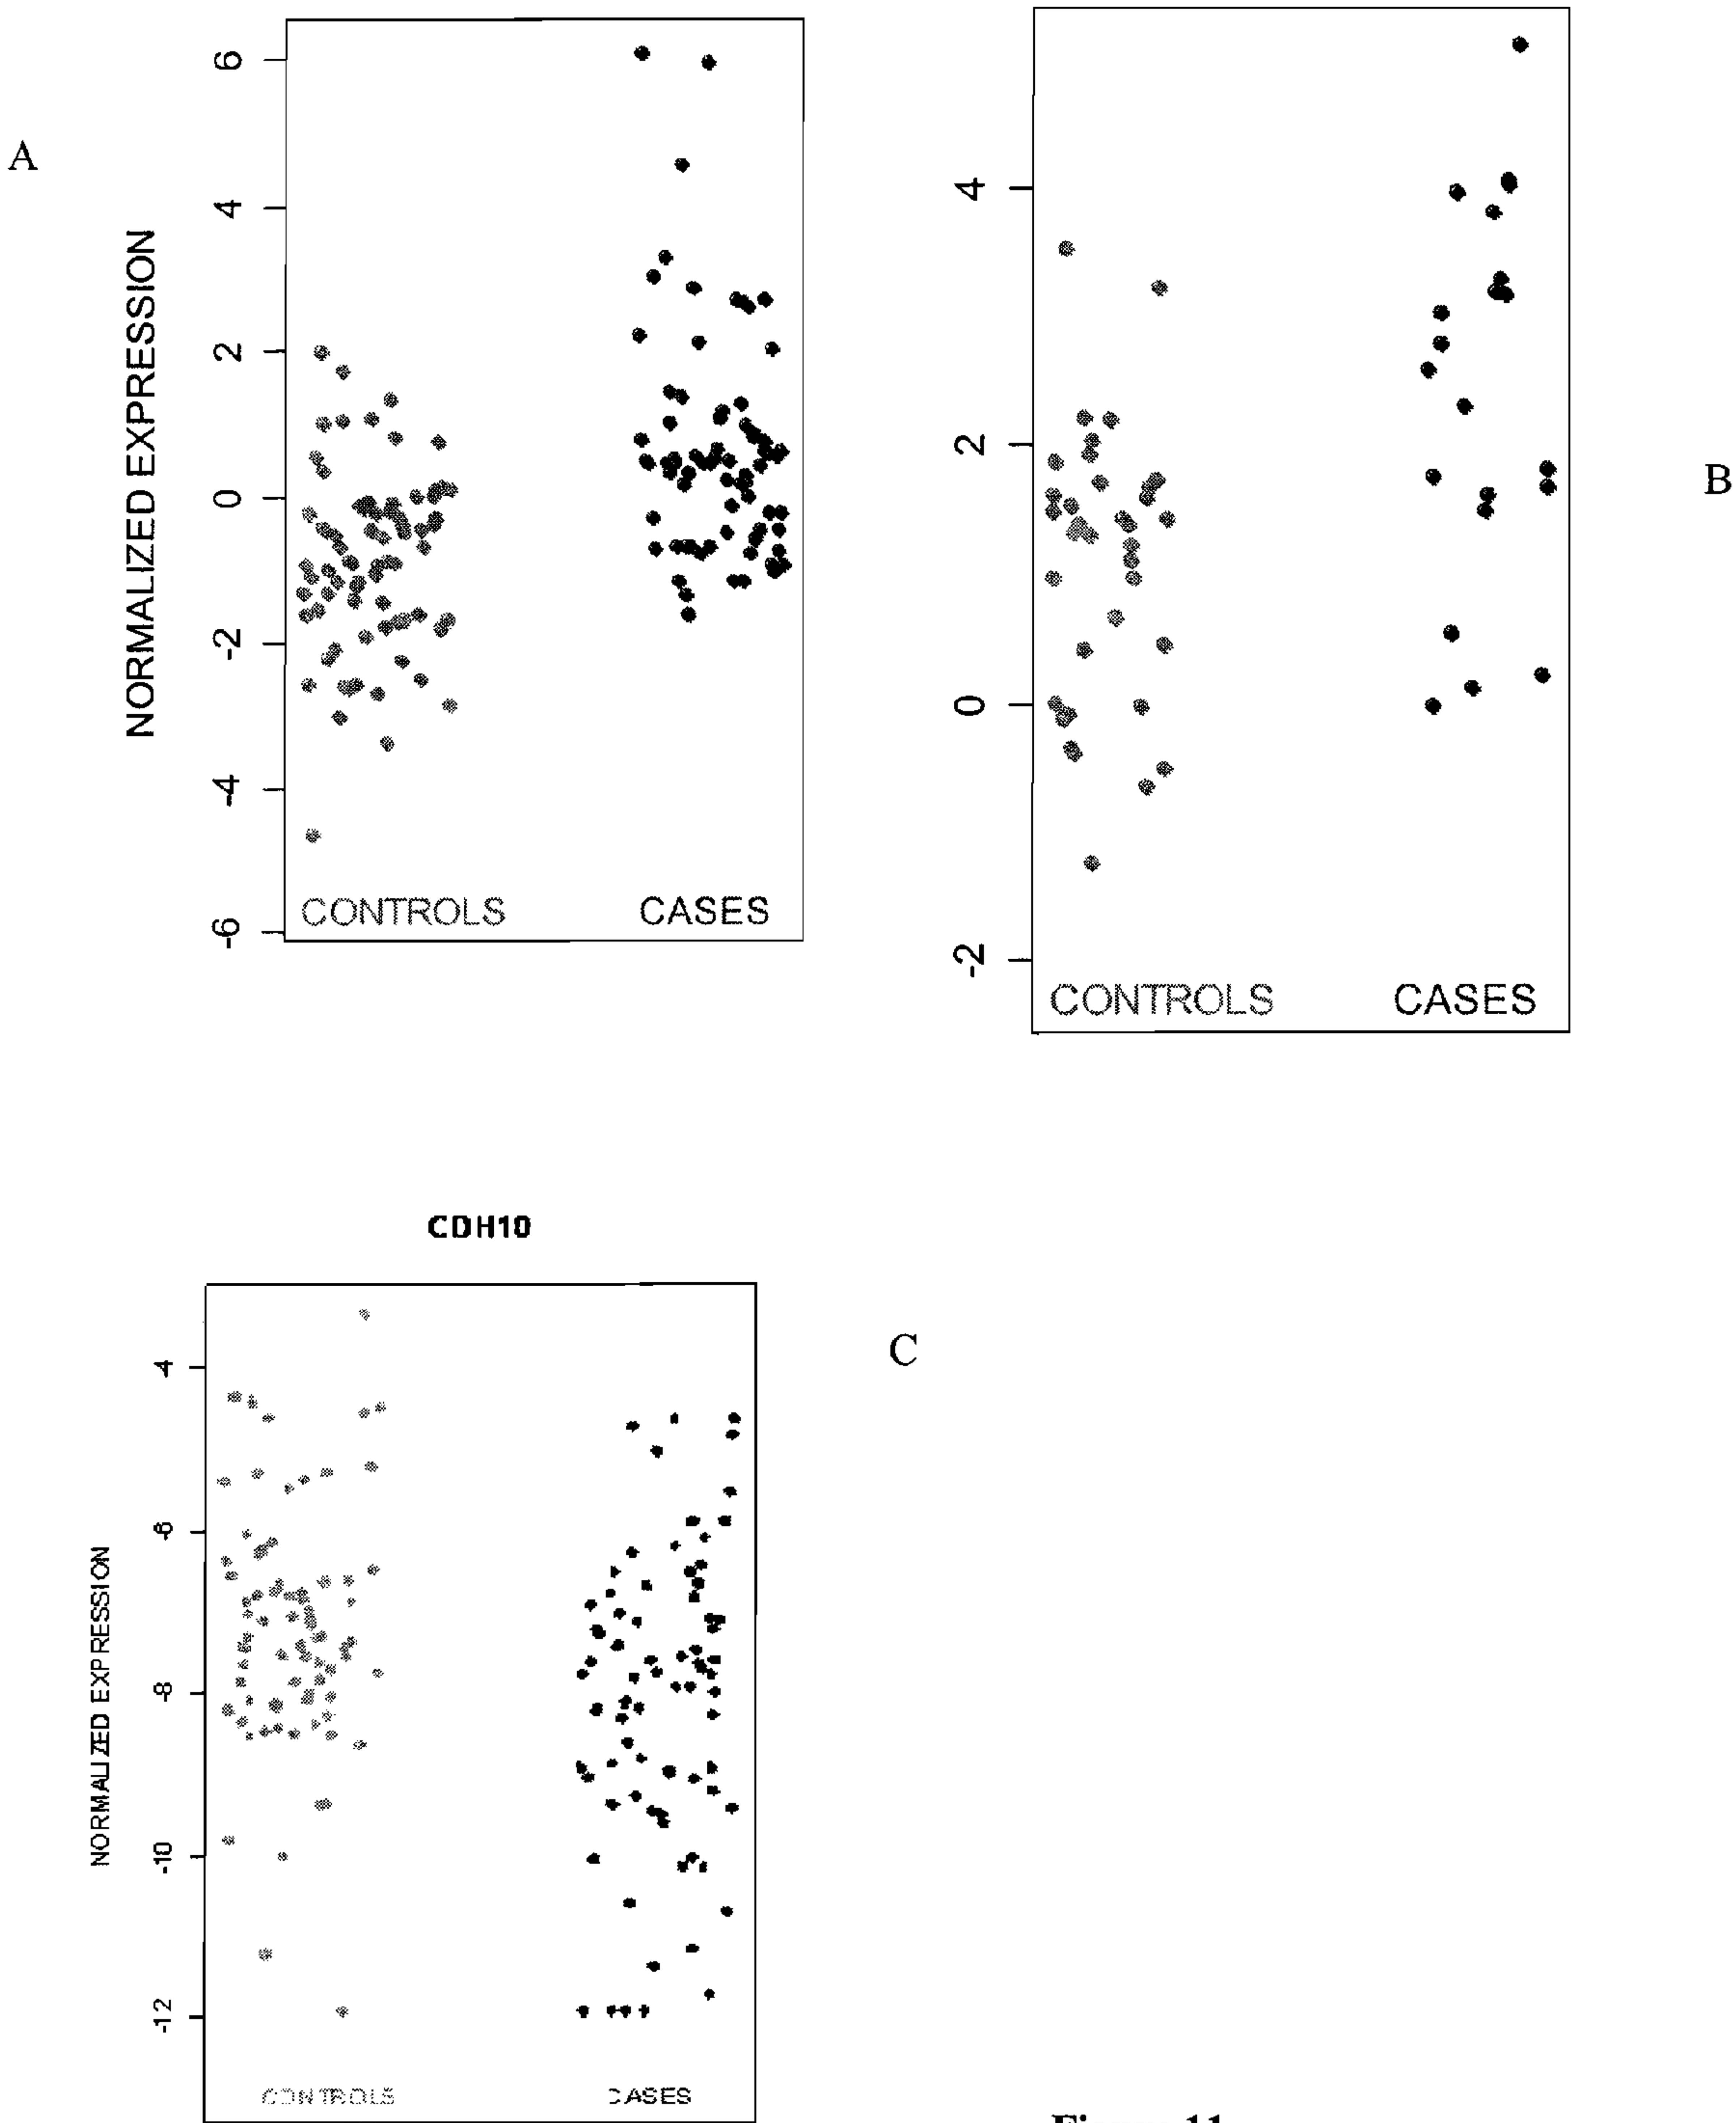 A
NORMALIZED EXPRESSION
6
4
2
0
-2
-4
-6
CONTROLS
CASES
B
4
2
0
-2
CONTROLS
CASES
CDH10
C
NORMALIZED EXPRESSION
4
-6
-8
-10
-12
CONTROLS
CASES